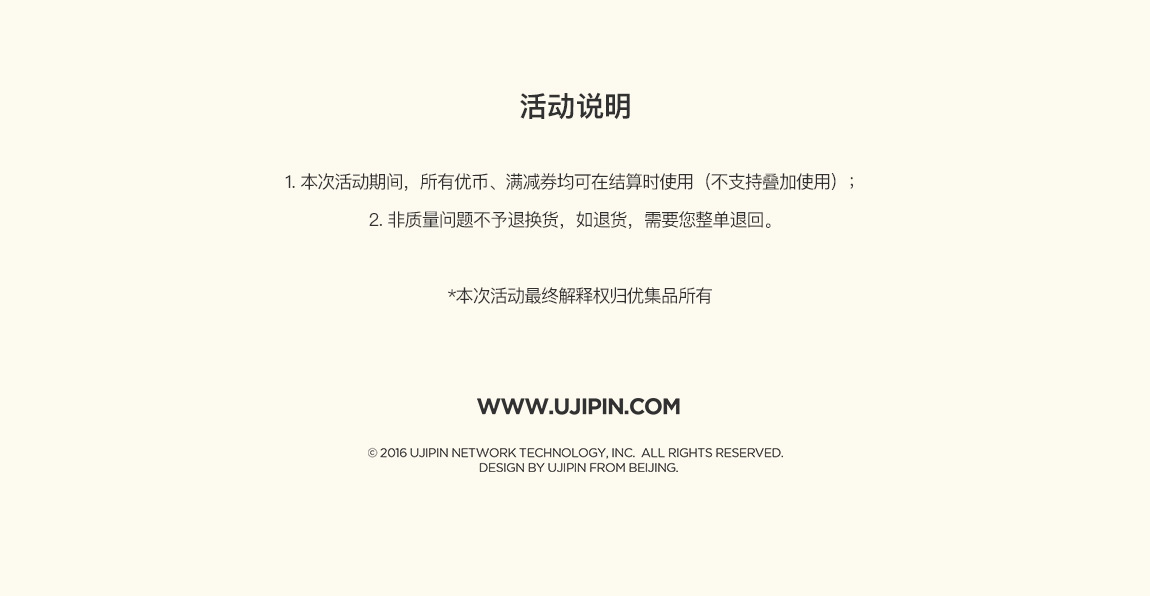 活动说明
1. 本次活动期间，所有优币、满减券均可在结算时使用（不支持叠加使用）；
2. 非质量问题不予退换货，如退货，需要您整单退回。
*本次活动最终解释权归优集品所有
WWW.UJIPIN.COM
© 2016 UJIPIN NETWORK TECHNOLOGY, INC. ALL RIGHTS RESERVED.
DESIGN BY UJIPIN FROM BEIJING.